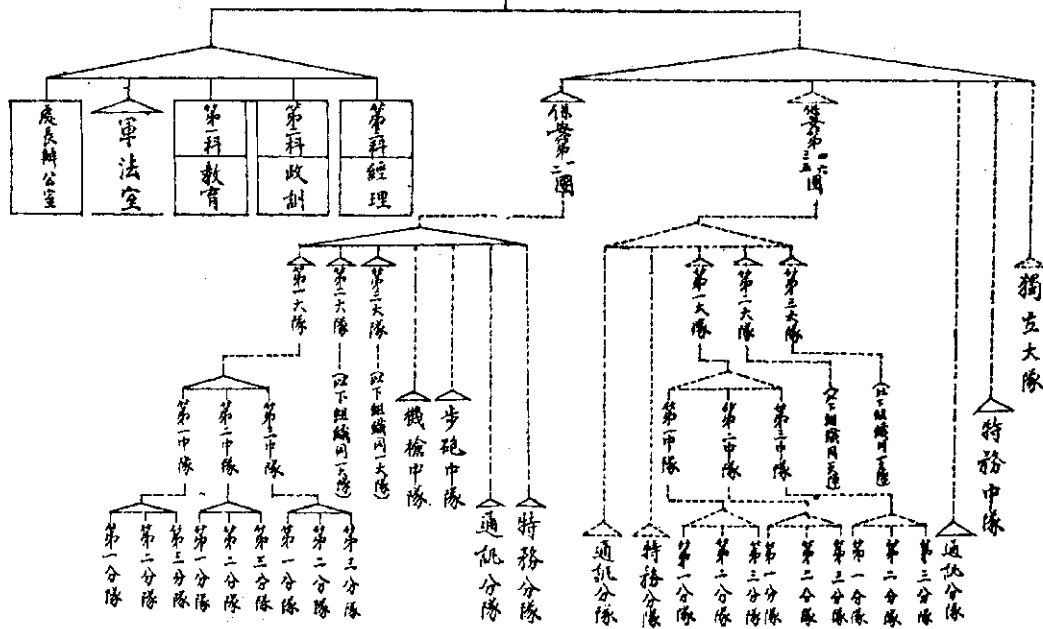 處長辦公室
軍法室
第一科
教育
第二科
政訓
第三科
經理
保安第一二團
保安第三四五六團
獨立大隊
特務中隊
通訊分隊
第一大隊
第二大隊
(以下組織同一大隊)
第三大隊
(以下組織同一大隊)
機槍中隊
步砲中隊
通訊分隊
特務分隊
第一中隊
第二中隊
第三中隊
第一分隊
第二分隊
第三分隊
第一分隊
第二分隊
第三分隊
第一分隊
第二分隊
第三分隊
通訊分隊
特務分隊
第一大隊
第二大隊
第三大隊
(以下組織同一大隊)
(以下組織同一大隊)
第一中隊
第二中隊
第三中隊
第一分隊
第二分隊
第三分隊
第一分隊
第二分隊
第三分隊
第一分隊
第二分隊
第三分隊